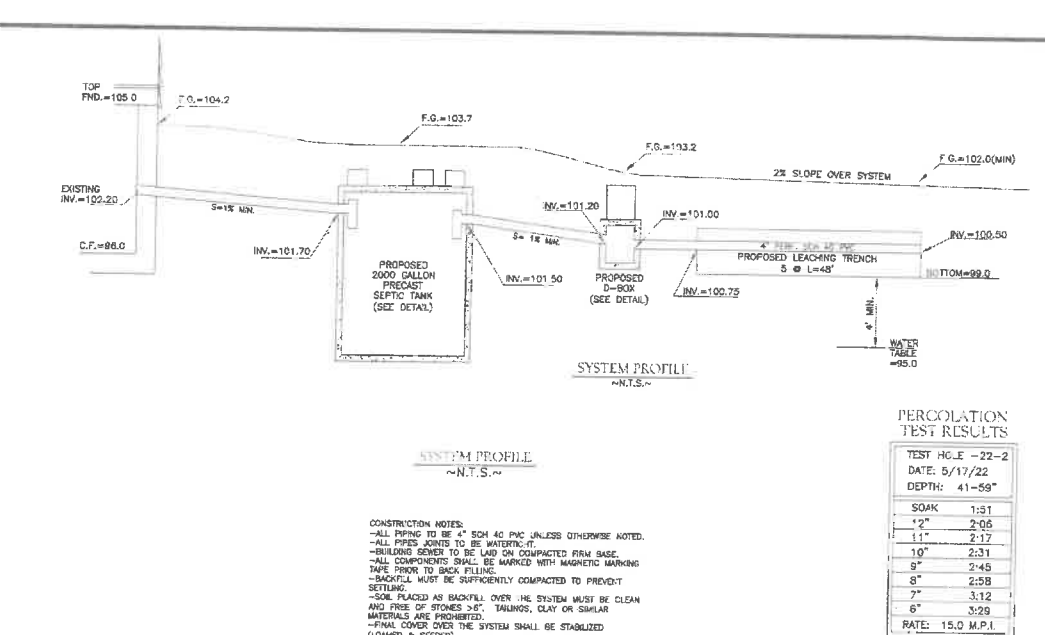 TOP
FND.=105.0
F.G.=104.2
F.G.=103.7
F.G.=103.2
F.G.=102.0(MIN)
2% SLOPE OVER SYSTEM
EXISTING
INV.=102.20
S=1% MIN.
INV.=101.20
INV.=101.00
INV.=100.50
C.F.=96.0
INV.=101.70
S= 1% MIN.
4" PERF. SCH 40 PVC
PROPOSED LEACHING TRENCH
5 @ L=48'
PROPOSED
2000 GALLON
PRECAST
SEPTIC TANK
(SEE DETAIL)
INV.=101.50
PROPOSED
D-BOX
(SEE DETAIL)
INV.=100.75
BOTTOM=99.0
4' MIN.
WATER
TABLE
=95.0
SYSTEM PROFILE
~N.T.S.~
SYSTEM PROFILE
~N.T.S.~
PERCOLATION
TEST RESULTS
TEST HOLE -22-2
DATE: 5/17/22
DEPTH: 41-59"
SOAK 1:51
12" 2:06
11" 2:17
10" 2:31
9" 2:45
8" 2:58
7" 3:12
6" 3:29
RATE: 15.0 M.P.I.
CONSTRUCTION NOTES:
-ALL PIPING TO BE 4" SCH 40 PVC UNLESS OTHERWISE NOTED.
-ALL PIPES JOINTS TO BE WATERTIGHT.
-BUILDING SEWER TO BE LAID ON COMPACTED FIRM BASE.
-ALL COMPONENTS SHALL BE MARKED WITH MAGNETIC MARKING
TAPE PRIOR TO BACK FILLING.
-BACKFILL MUST BE SUFFICIENTLY COMPACTED TO PREVENT
SETTLING.
-SOIL PLACED AS BACKFILL OVER THE SYSTEM MUST BE CLEAN
AND FREE OF STONES >6". TAILINGS, CLAY OR SIMILAR
MATERIALS ARE PROHIBITED.
-FINAL COVER OVER THE SYSTEM SHALL BE STABILIZED
(LOAMED & SEEDED)